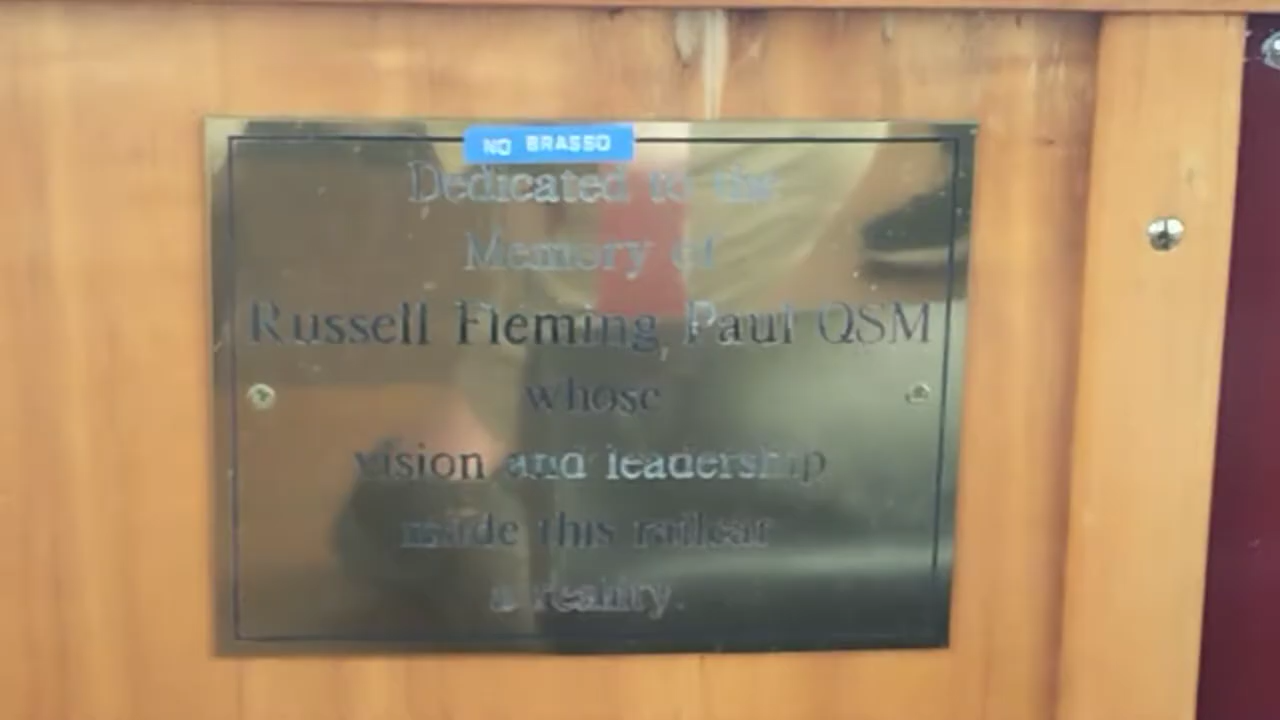 NO BRASSO
Dedicated to the
Memory of
Russell Fleming Paul QSM
whose
vision and leadership
made this railcar
a reality.